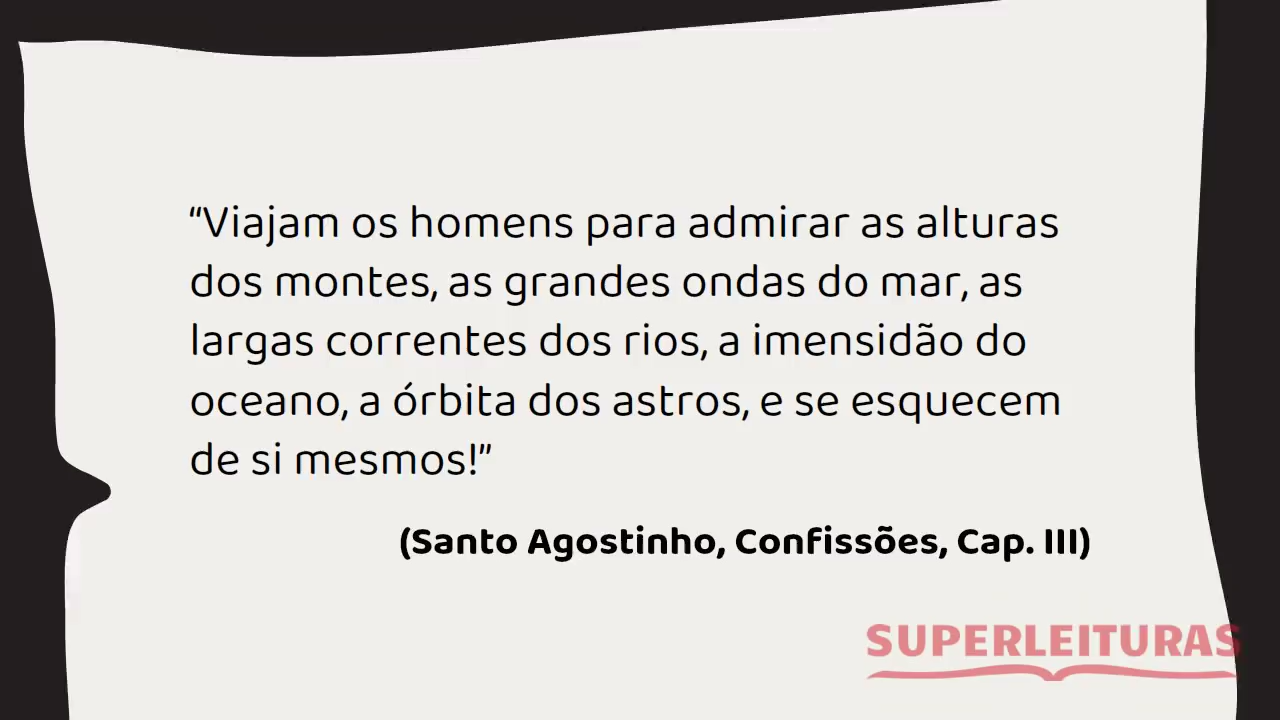 “Viajam os homens para admirar as alturas
dos montes, as grandes ondas do mar, as
largas correntes dos rios, a imensidão do
oceano, a órbita dos astros, e se esquecem
de si mesmos!”
(Santo Agostinho, Confissões, Cap. III)
SUPERLEITURAS